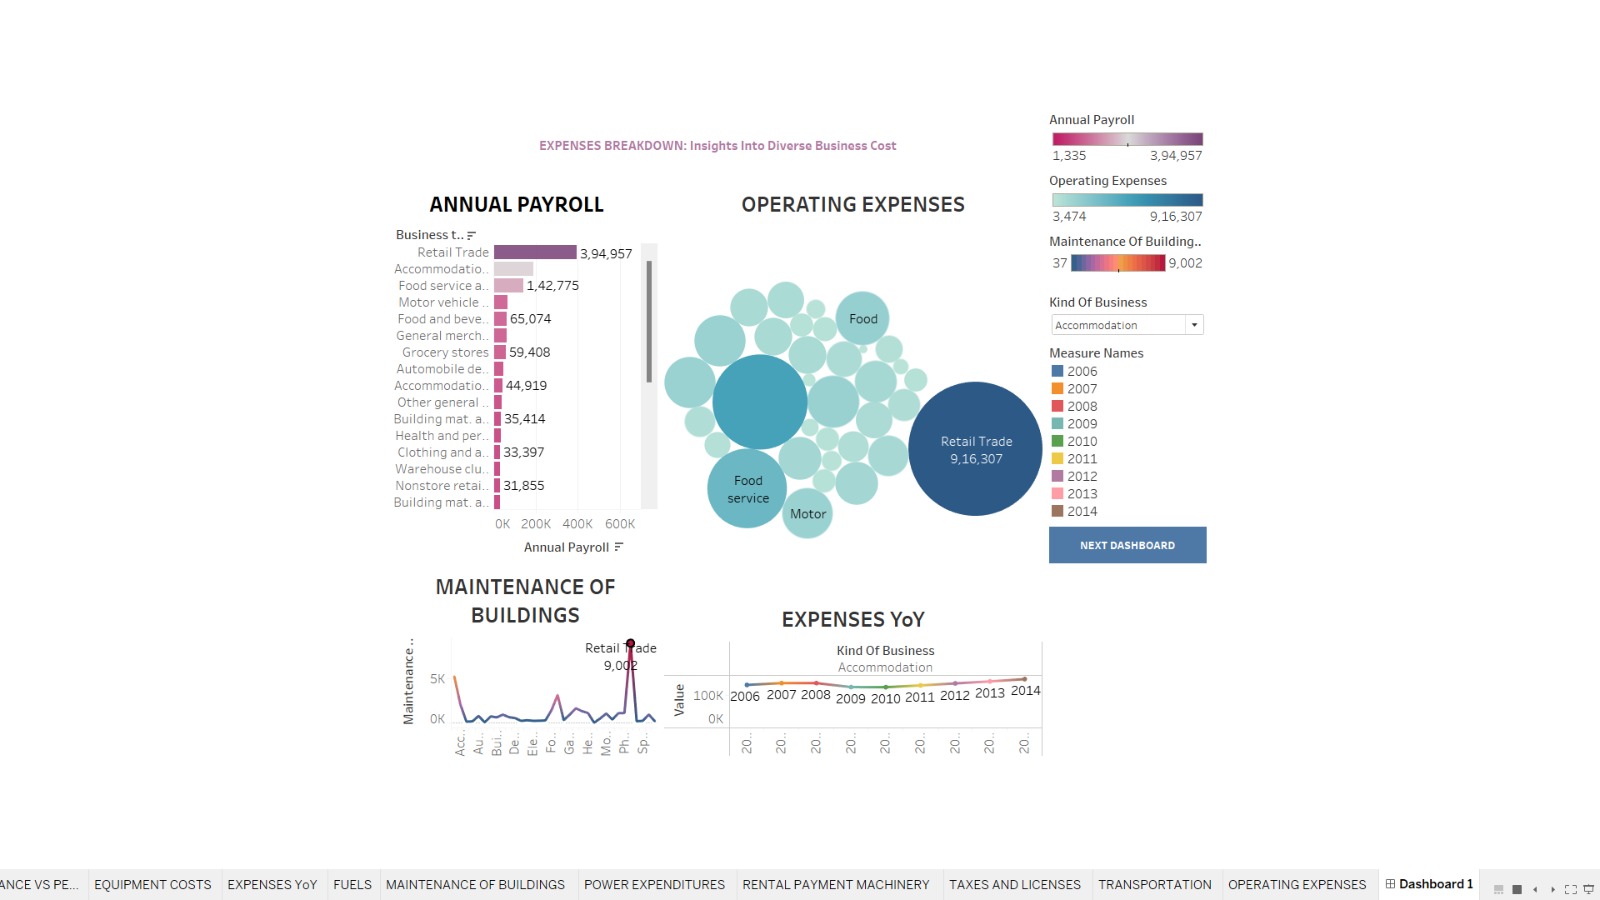 EXPENSES BREAKDOWN: Insights Into Diverse Business Cost
ANNUAL PAYROLL
Business t..
Retail Trade 3,94,957
Accommodatio..
Food service a.. 1,42,775
Motor vehicle ..
Food and beve.. 65,074
General merch..
Grocery stores 59,408
Automobile de..
Accommodatio.. 44,919
Other general ..
Building mat. a.. 35,414
Health and per..
Clothing and a.. 33,397
Warehouse clu..
Nonstore retai.. 31,855
Building mat. a..
0K 200K 400K 600K
Annual Payroll
OPERATING EXPENSES
Food
Retail Trade
9,16,307
Food
service
Motor
Annual Payroll
1,335 3,94,957
Operating Expenses
3,474 9,16,307
Maintenance Of Building..
37 9,002
Kind Of Business
Accommodation
Measure Names
2006
2007
2008
2009
2010
2011
2012
2013
2014
NEXT DASHBOARD
MAINTENANCE OF
BUILDINGS
Maintenance ..
5K
0K
Retail Trade
9,002
Acc..
Au..
Bui..
De..
Ele..
Fo..
Ga..
He..
Mo..
Ph..
Sp..
EXPENSES YoY
Kind Of Business
Accommodation
Value
100K
0K
2006 2007 2008 2009 2010 2011 2012 2013 2014
20.. 20.. 20.. 20.. 20.. 20.. 20.. 20.. 20..
ANCE VS PE... EQUIPMENT COSTS EXPENSES YoY FUELS MAINTENANCE OF BUILDINGS POWER EXPENDITURES RENTAL PAYMENT MACHINERY TAXES AND LICENSES TRANSPORTATION OPERATING EXPENSES Dashboard 1